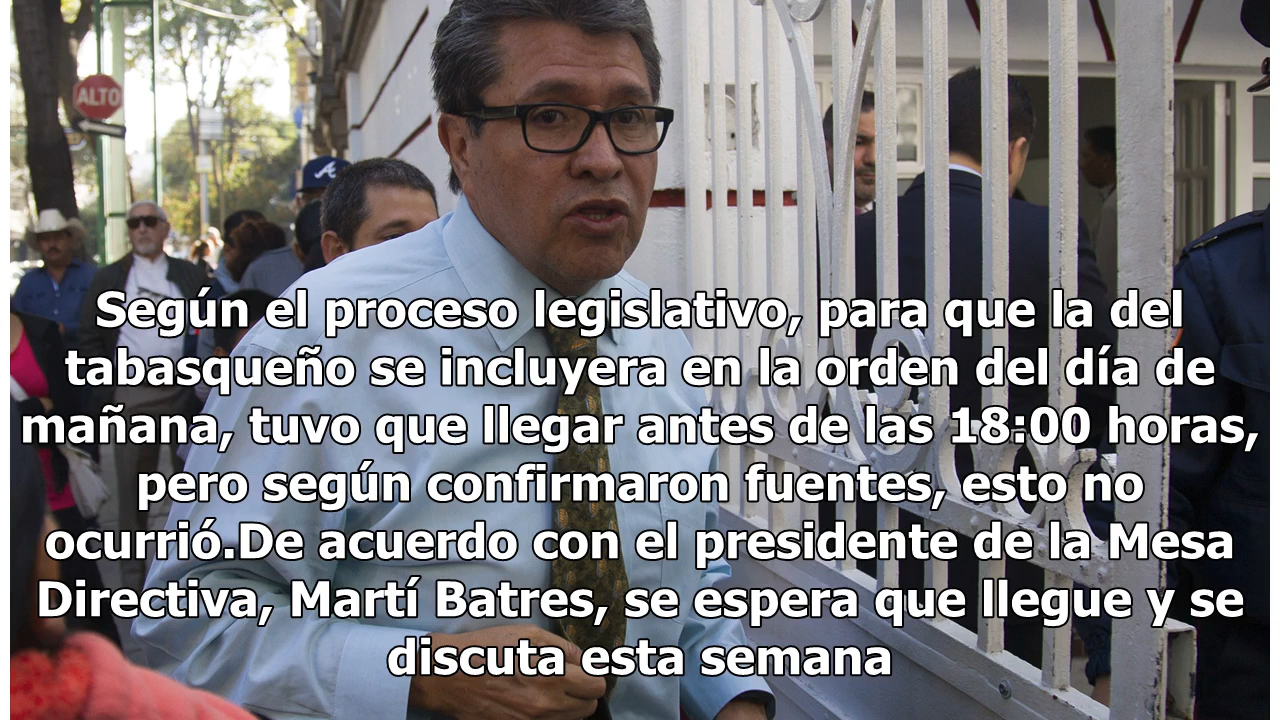 ALTO
Según el proceso legislativo, para que la del
tabasqueño se incluyera en la orden del día de
mañana, tuvo que llegar antes de las 18:00 horas,
pero según confirmaron fuentes, esto no
ocurrió.De acuerdo con el presidente de la Mesa
Directiva, Martí Batres, se espera que llegue y se
discuta esta semana